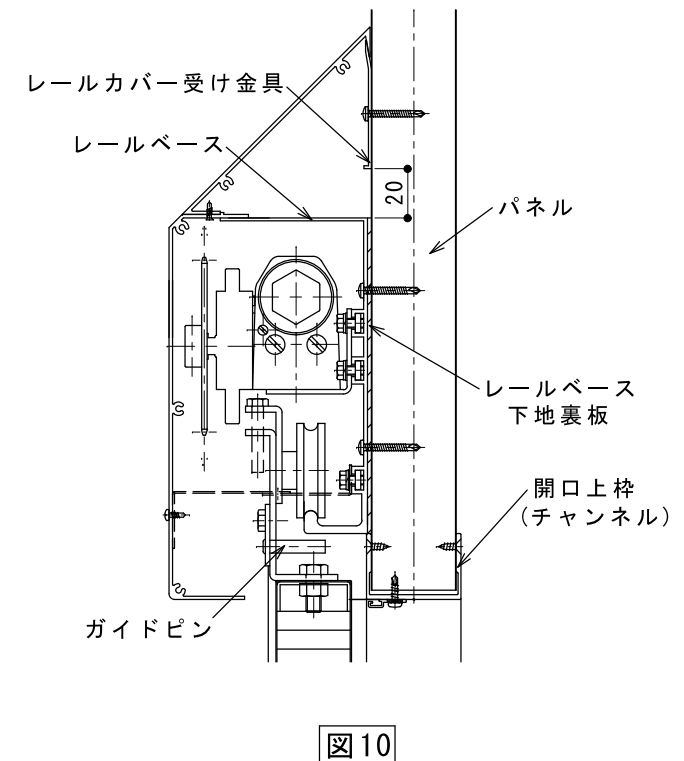 レールカバー受け金具
レールベース
20
パネル
レールベース
下地裏板
開口上枠
(チャンネル)
ガイドピン
図10